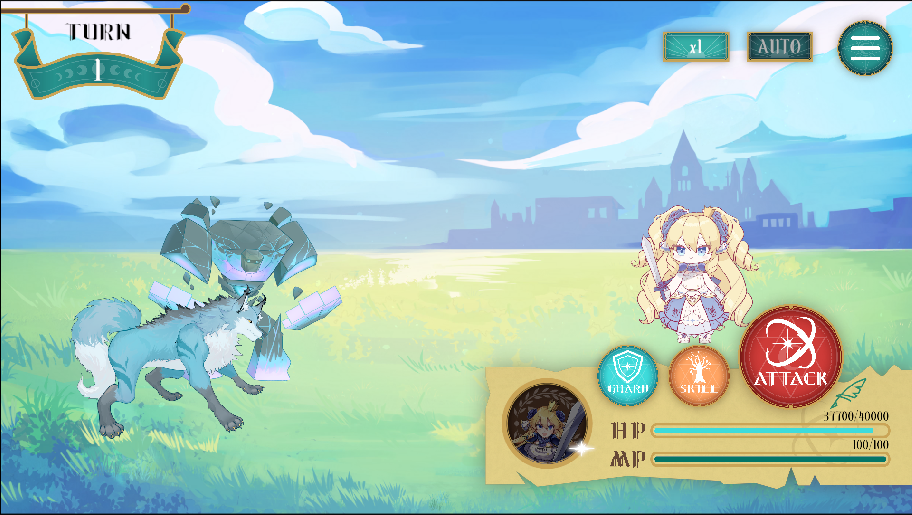 TURN
1
x1
AUTO
GUARD
SKILL
ATTACK
37700/40000
HP
100/100
MP